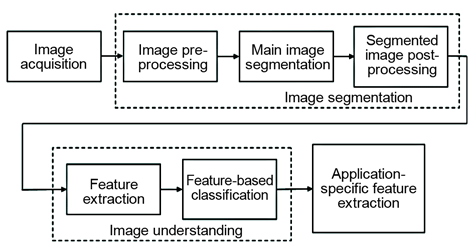 Image
acquisition
Image pre-
processing
Main image
segmentation
Segmented
image post-
processing
Image segmentation
Feature
extraction
Feature-based
classification
Image understanding
Application-
specific feature
extraction